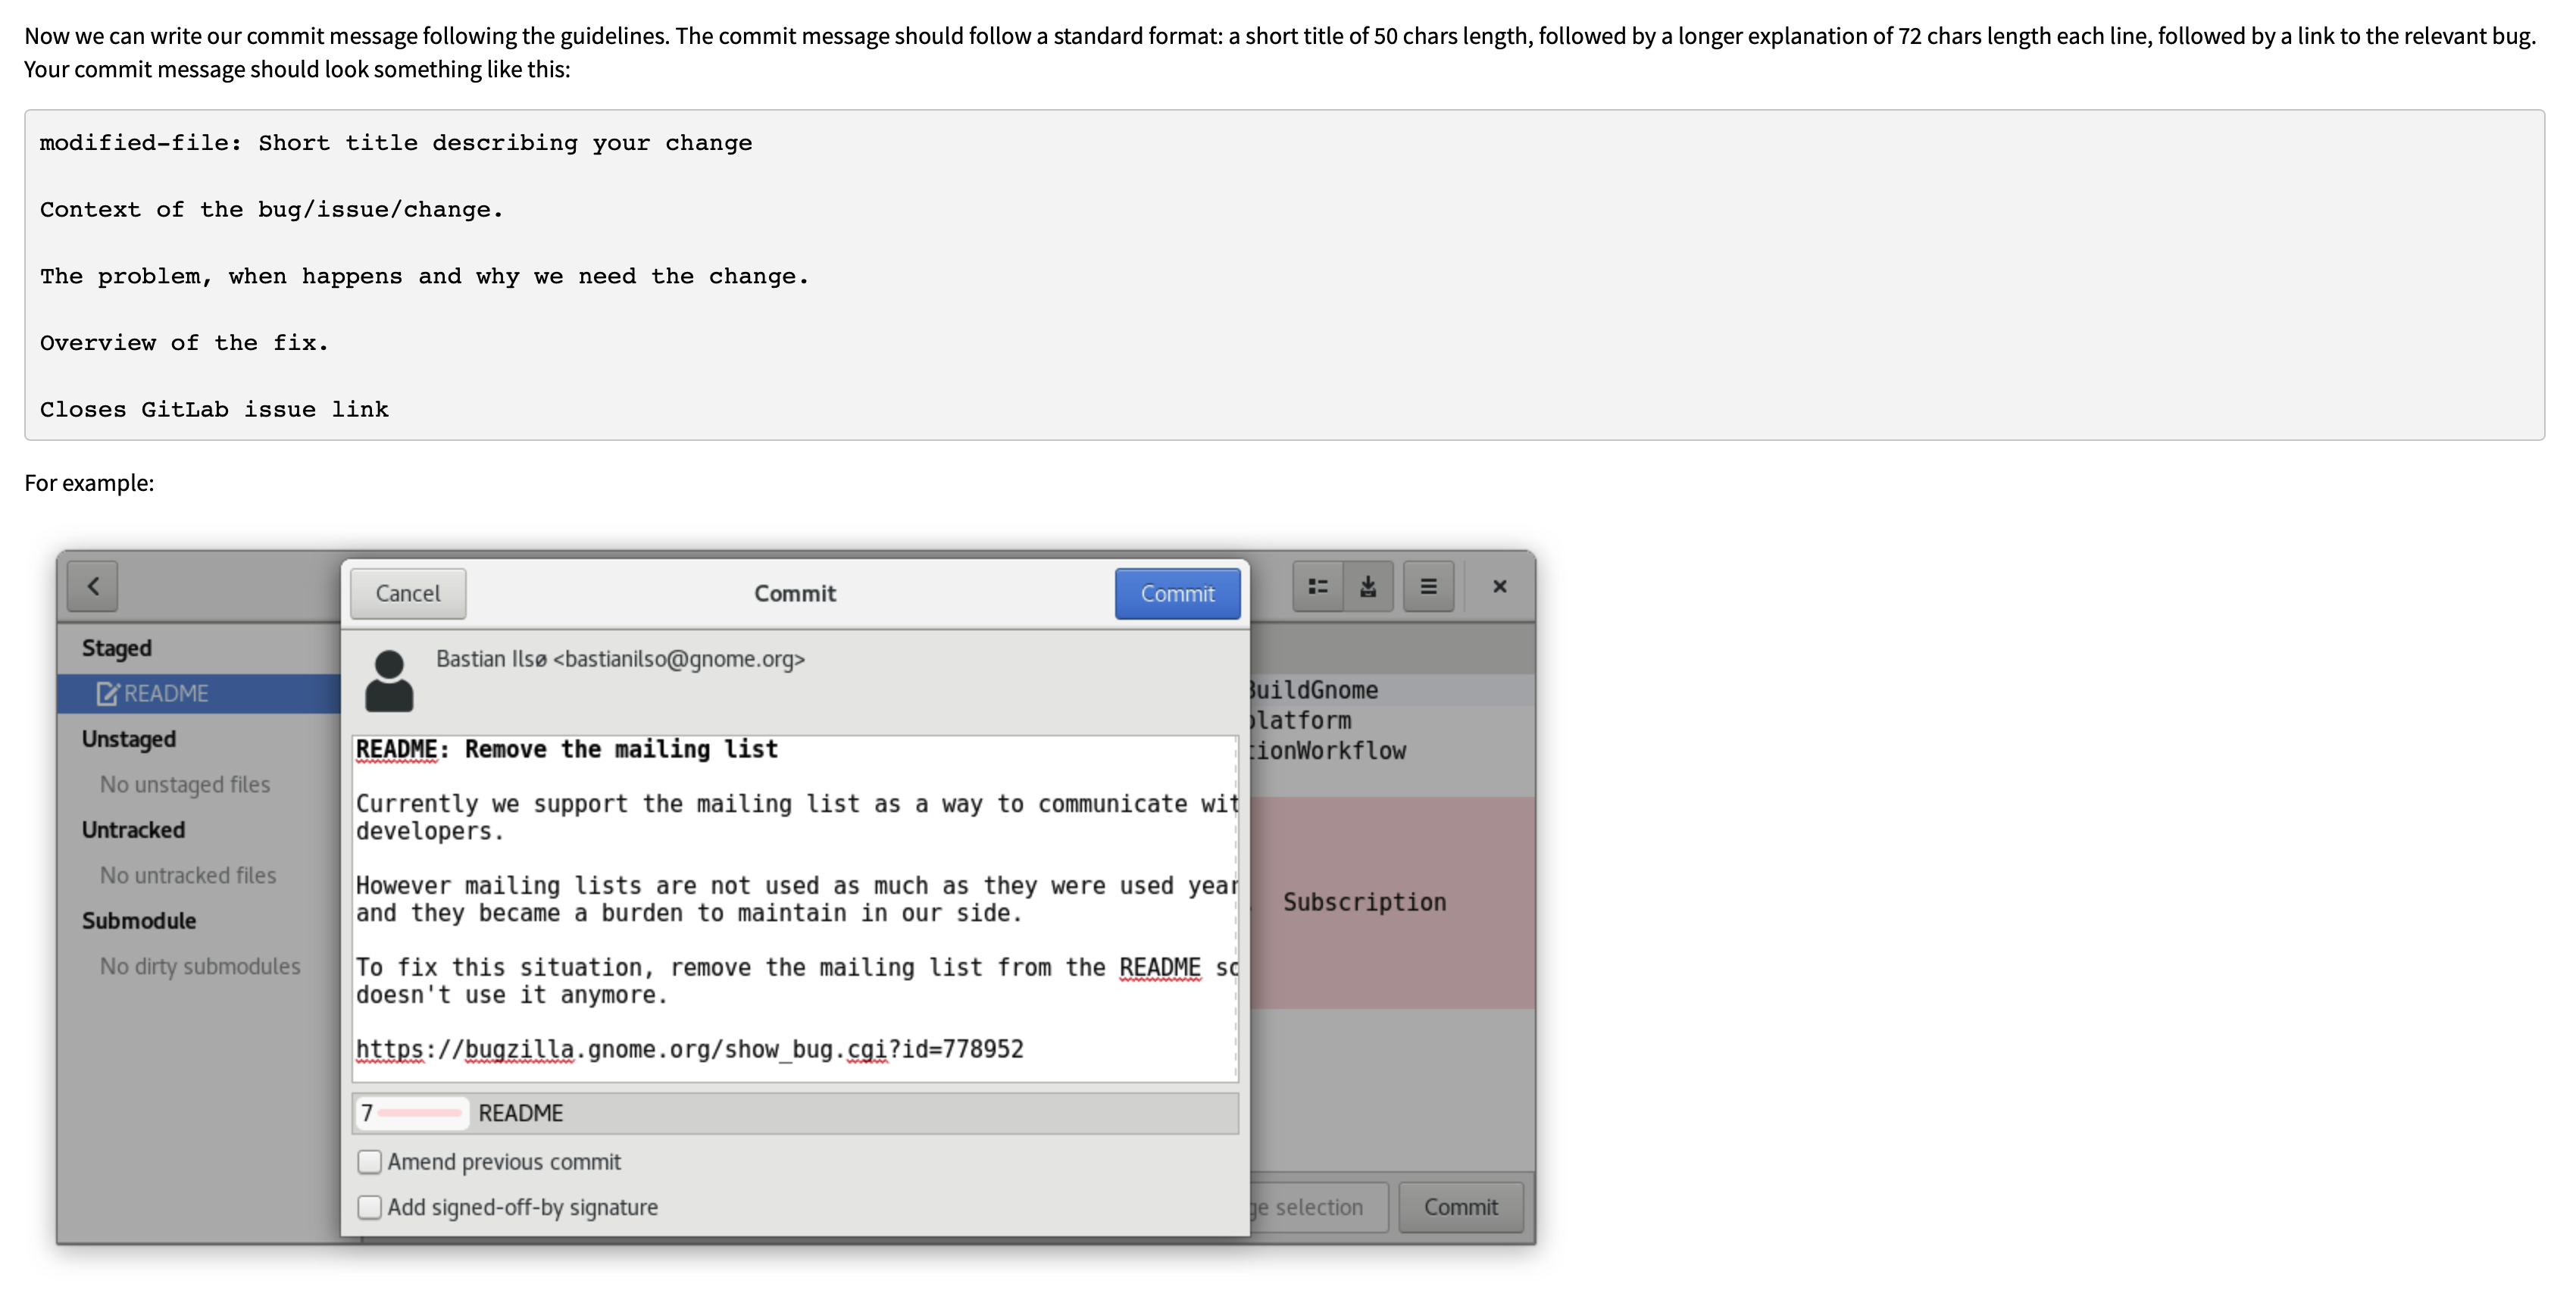 Now we can write our commit message following the guidelines. The commit message should follow a standard format: a short title of 50 chars length, followed by a longer explanation of 72 chars length each line, followed by a link to the relevant bug.
Your commit message should look something like this:
modified-file: Short title describing your change
Context of the bug/issue/change.
The problem, when happens and why we need the change.
Overview of the fix.
Closes GitLab issue link
For example:
Cancel
Commit
Commit
Staged
README
Unstaged
No unstaged files
Untracked
No untracked files
Submodule
No dirty submodules
Bastian Ilsø <bastianilso@gnome.org>
README: Remove the mailing list
Currently we support the mailing list as a way to communicate wit
developers.
However mailing lists are not used as much as they were used year
and they became a burden to maintain in our side.
To fix this situation, remove the mailing list from the README so
doesn't use it anymore.
https://bugzilla.gnome.org/show_bug.cgi?id=778952
7 README
Amend previous commit
Add signed-off-by signature
BuildGnome
platform
tionWorkflow
Subscription
ge selection
Commit